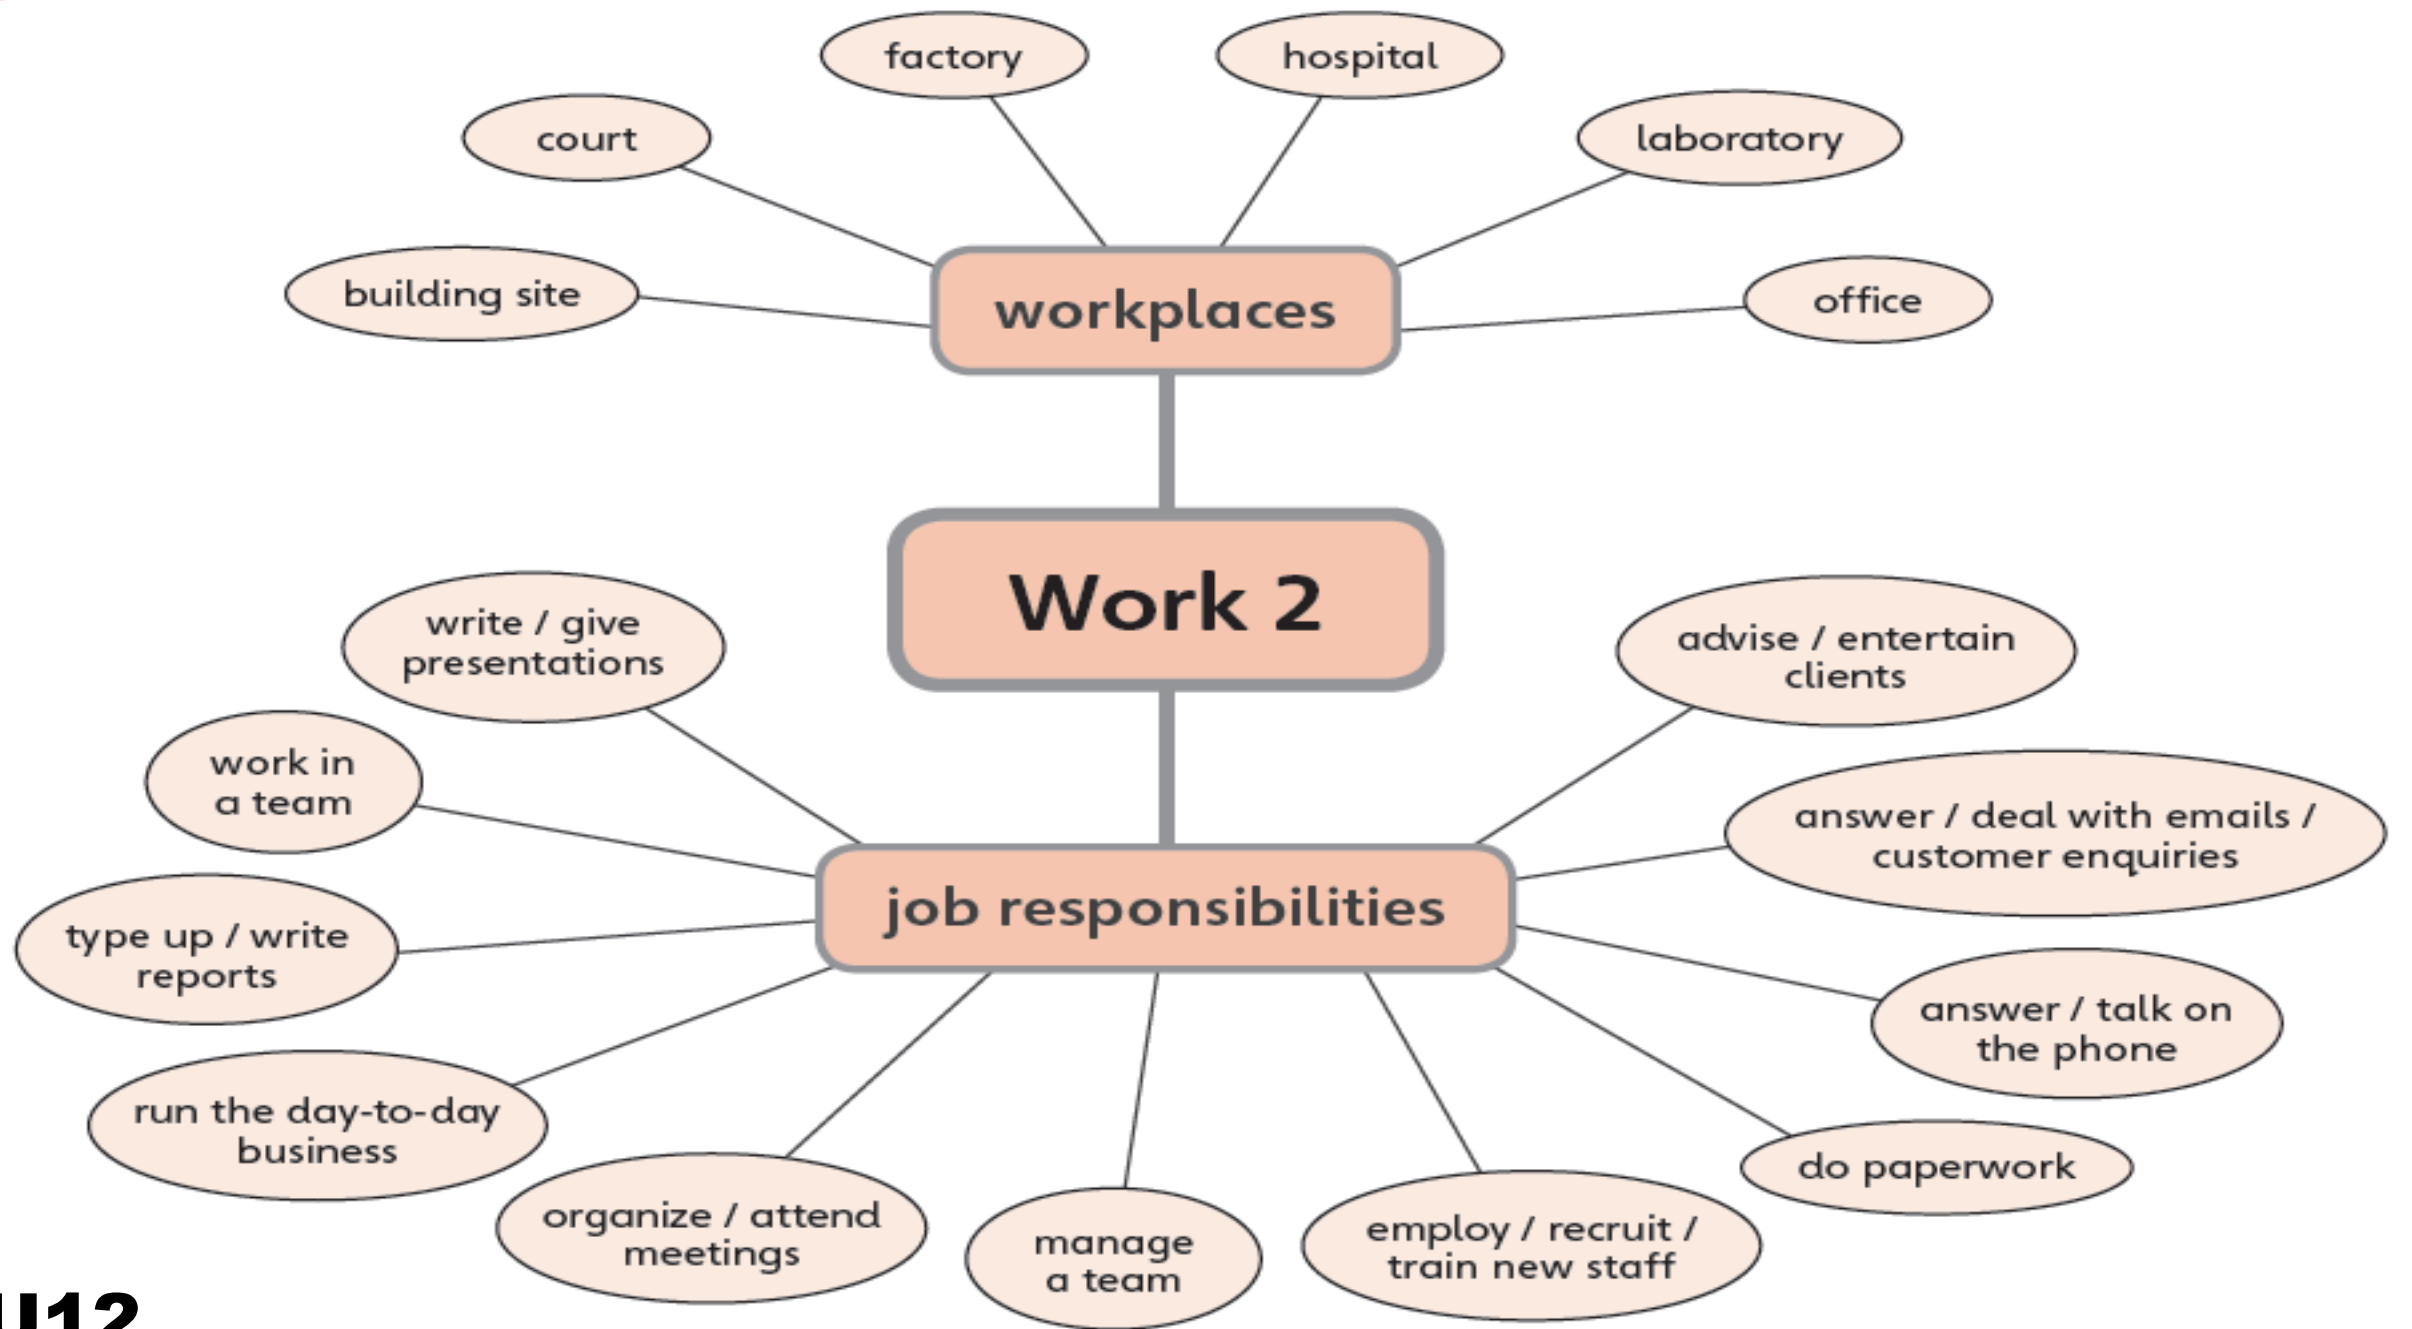 factory
hospital
court
laboratory
building site
office
workplaces
Work 2
write / give
presentations
advise / entertain
clients
work in
a team
answer / deal with emails /
customer enquiries
job responsibilities
type up / write
reports
answer / talk on
the phone
run the day-to-day
business
do paperwork
organize / attend
meetings
manage
a team
employ / recruit /
train new staff
U12